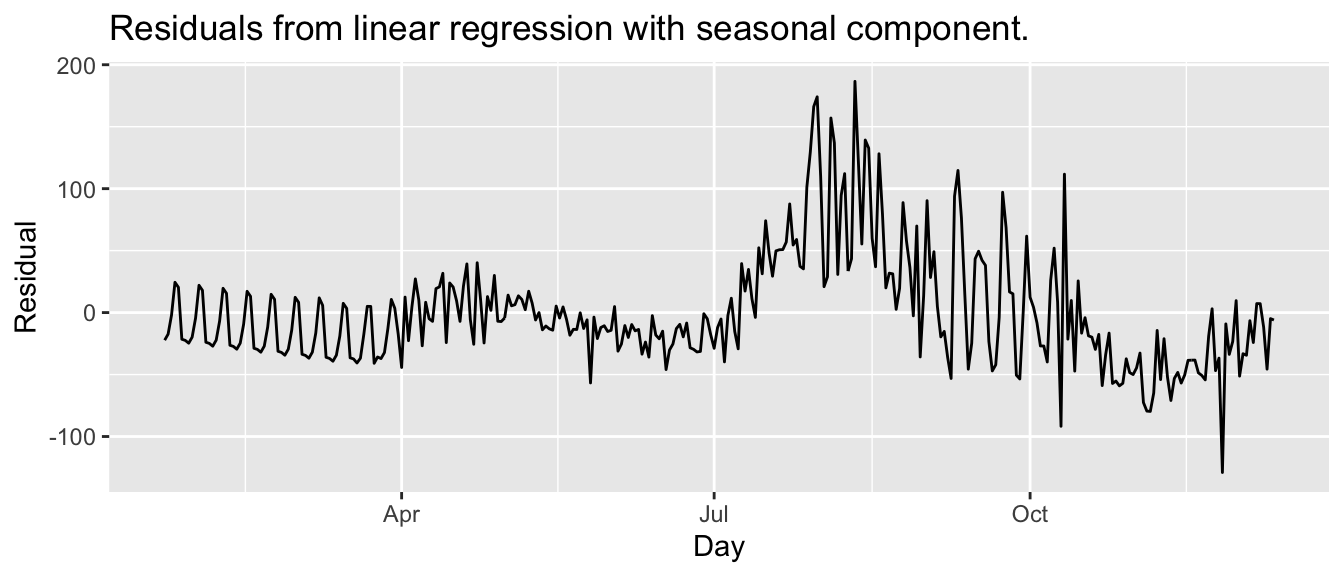 Residuals from linear regression with seasonal component.
200
100
0
-100
Residual
Apr
Jul
Oct
Day